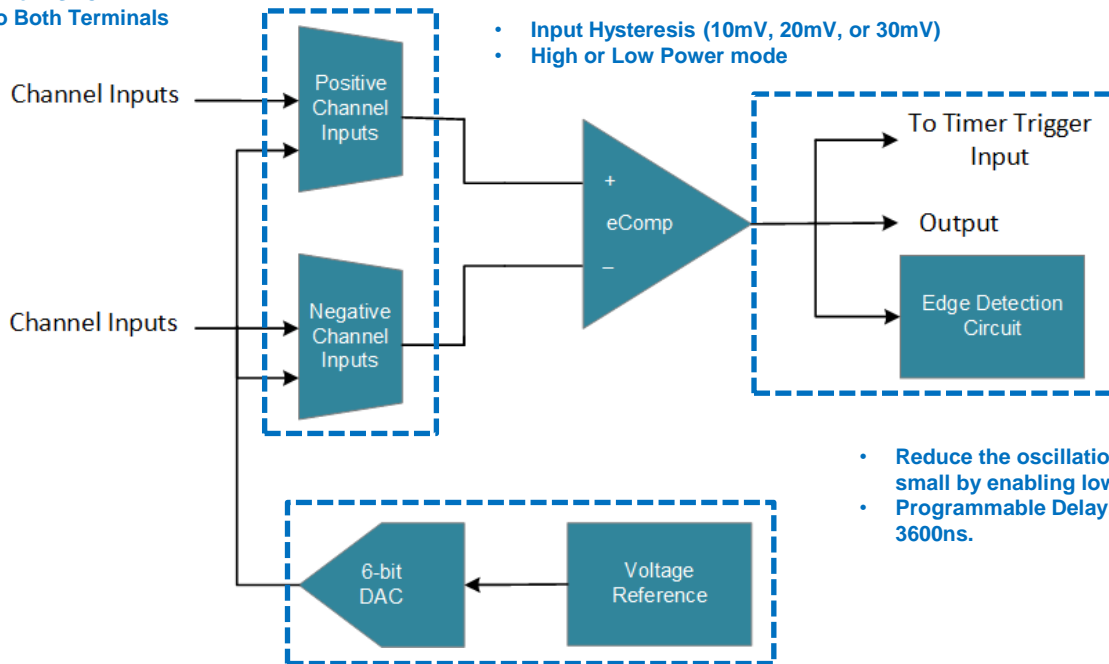 Both Terminals
• Input Hysteresis (10mV, 20mV, or 30mV)
• High or Low Power mode
Channel Inputs
Positive
Channel
Inputs
To Timer Trigger
Input
+
eComp
–
Output
Channel Inputs
Negative
Channel
Inputs
Edge Detection
Circuit
• Reduce the oscillatio
small by enabling low
• Programmable Delay
3600ns.
6-bit
DAC
Voltage
Reference